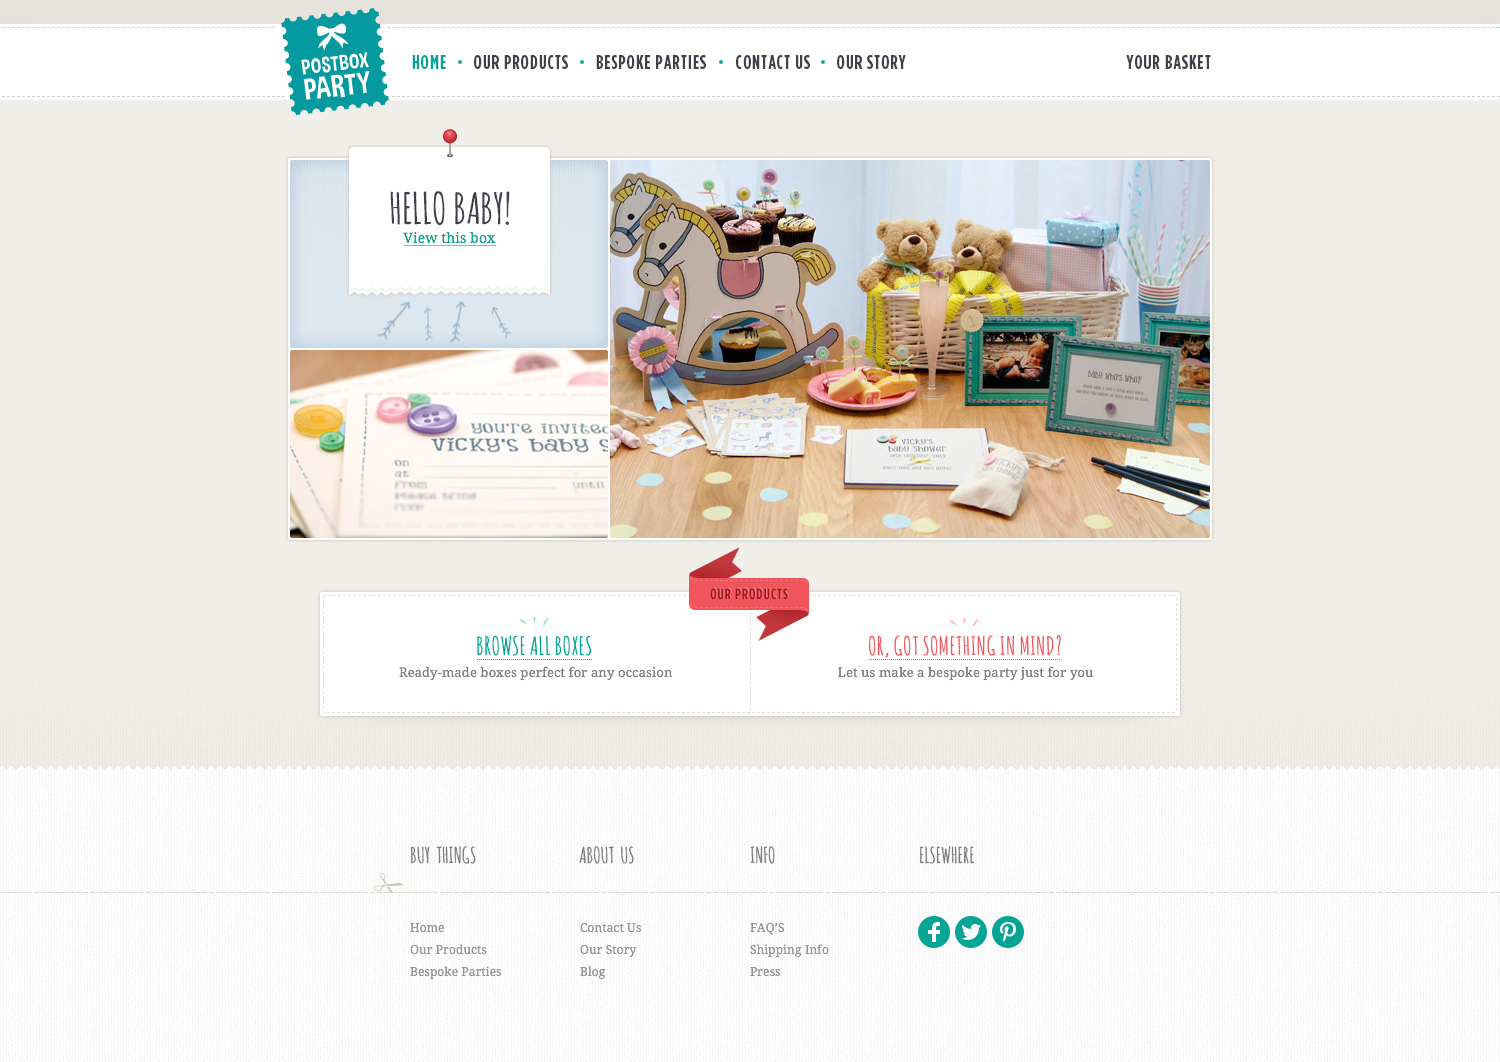 POSTBOX
PARTY
HOME • OUR PRODUCTS • BESPOKE PARTIES • CONTACT US • OUR STORY
YOUR BASKET
HELLO BABY!
View this box
you're invited
VICKY'S baby s
on
at
from
until
please bring
rsvp
baby who's who?
VICKY'S
baby shower
VICKY'S
OUR PRODUCTS
BROWSE ALL BOXES
Ready-made boxes perfect for any occasion
OR, GOT SOMETHING IN MIND?
Let us make a bespoke party just for you
BUY THINGS
ABOUT US
INFO
ELSEWHERE
Home
Our Products
Bespoke Parties
Contact Us
Our Story
Blog
FAQ'S
Shipping Info
Press